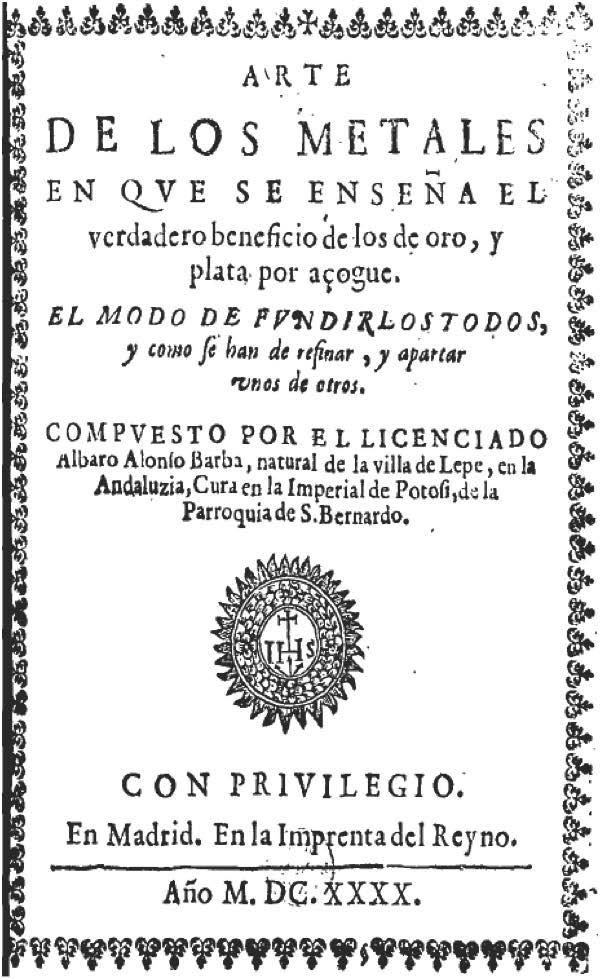 ARTE
DE LOS METALES
EN QVE SE ENSEÑA EL
verdadero beneficio de los de oro, y
plata por açogue.
EL MODO DE FVNDIRLOS TODOS,
y como ſe han de refinar, y apartar
vnos de otros.
COMPVESTO POR EL LICENCIADO
Albaro Alonſo Barba, natural de la villa de Lepe, en la
Andaluzia, Cura en la Imperial de Potoſi, de la
Parroquia de S. Bernardo.
IHS
CON PRIVILEGIO.
En Madrid. En la Imprenta del Reyno.
Año M. DC. XXXX.